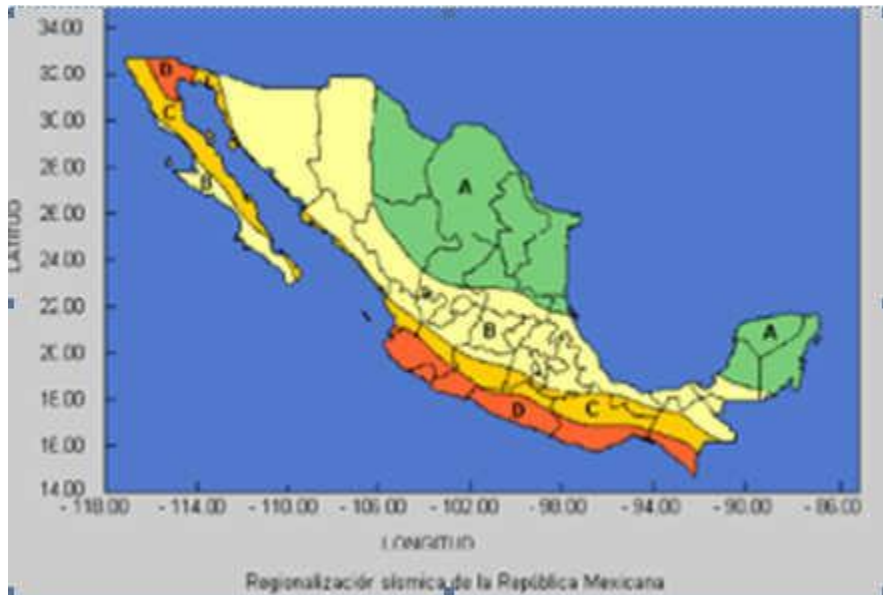 34.00
32.00
D
C
30.00
28.00
A
B
26.00
24.00
22.00
B
A
20.00
18.00
D
C
16.00
14.00
-118.00 -114.00 -110.00 -106.00 -102.00 -98.00 -94.00 -90.00 -86.00
LATITUD
LONGITUD
Regionalización sísmica de la República Mexicana